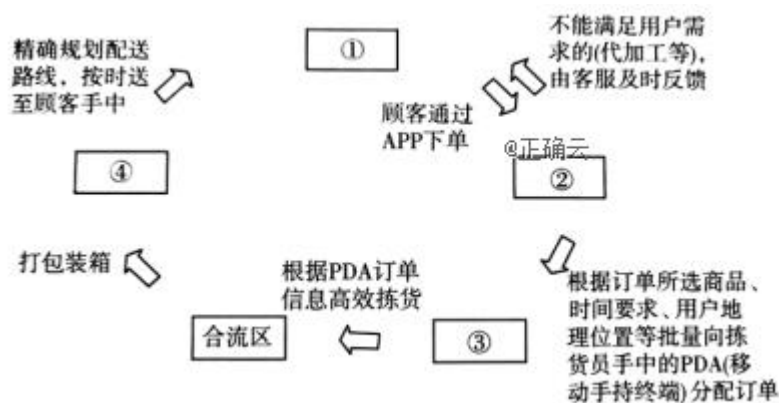 ①
不能满足用户需
求的(代加工等),
由客服及时反馈
精确规划配送
路线，按时送
至顾客手中
顾客通过
APP下单
@正确云
②
④
打包装箱
根据PDA订单
信息高效拣货
合流区
③
根据订单所选商品、
时间要求、用户地
理位置等批量向拣
货员手中的PDA(移
动手持终端)分配订单